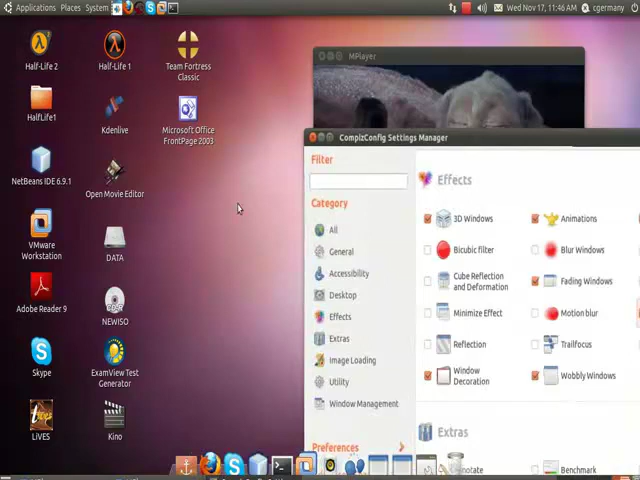 Applications Places System
Wed Nov 17, 11:46 AM cgermany
Half-Life 2
Half-Life 1
Team Fortress
Classic
HalfLife1
Kdenlive
Microsoft Office
FrontPage 2003
NetBeans IDE 6.9.1
Open Movie Editor
VMware
Workstation
DATA
Adobe Reader 9
NEWISO
Skype
ExamView Test
Generator
LiVES
Kino
MPlayer
CompizConfig Settings Manager
Filter
Category
All
General
Accessibility
Desktop
Effects
Extras
Image Loading
Utility
Window Management
Preferences
Effects
3D Windows
Animations
Bicubic filter
Blur Windows
Cube Reflection
and Deformation
Fading Windows
Minimize Effect
Motion blur
Reflection
Trailfocus
Window
Decoration
Wobbly Windows
Extras
Benchmark